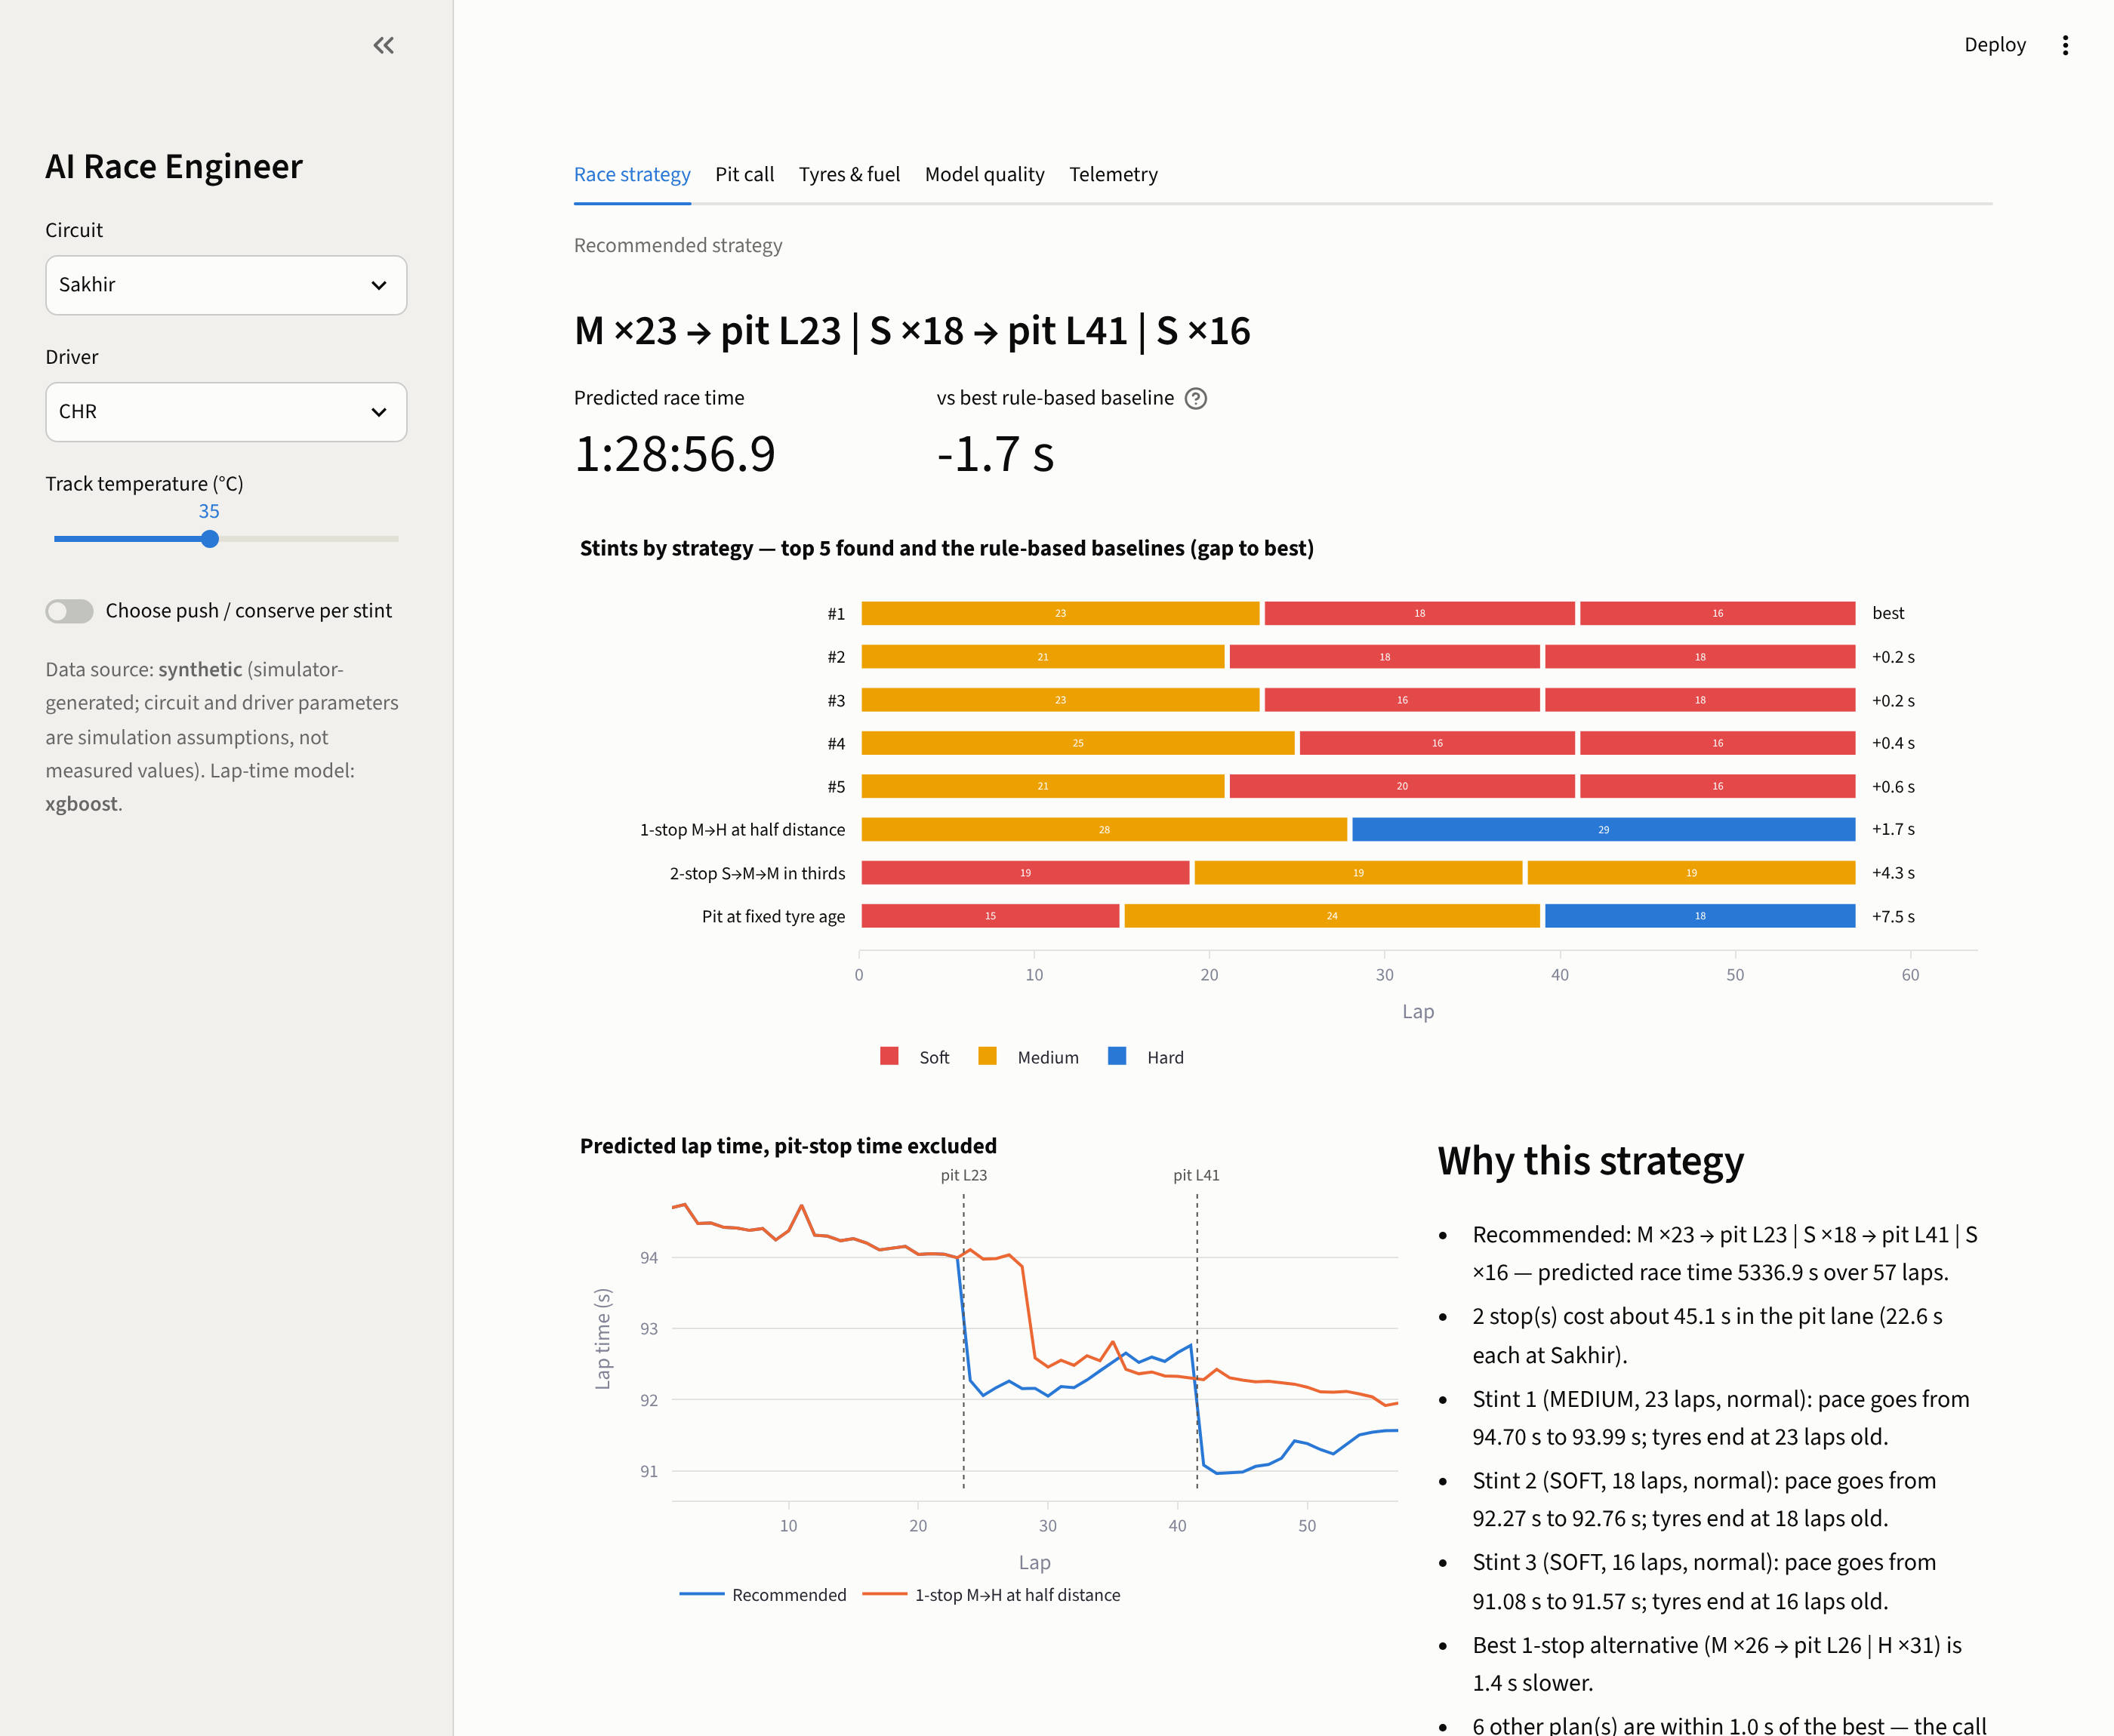 Deploy
AI Race Engineer
Circuit
Sakhir
Driver
CHR
Track temperature (°C)
35
Choose push / conserve per stint
Data source: synthetic (simulator-
generated; circuit and driver parameters
are simulation assumptions, not
measured values). Lap-time model:
xgboost.
Race strategy Pit call Tyres & fuel Model quality Telemetry
Recommended strategy
M ×23 → pit L23 | S ×18 → pit L41 | S ×16
Predicted race time vs best rule-based baseline ?
1:28:56.9 -1.7 s
Stints by strategy — top 5 found and the rule-based baselines (gap to best)
#1 23 18 16 best
#2 21 18 18 +0.2 s
#3 23 16 18 +0.2 s
#4 25 16 16 +0.4 s
#5 21 20 16 +0.6 s
1-stop M→H at half distance 28 29 +1.7 s
2-stop S→M→M in thirds 19 19 19 +4.3 s
Pit at fixed tyre age 15 24 18 +7.5 s
0 10 20 30 40 50 60
Lap
Soft Medium Hard
Predicted lap time, pit-stop time excluded
pit L23 pit L41
94
93
92
91
Lap time (s)
10 20 30 40 50
Lap
Recommended 1-stop M→H at half distance
Why this strategy
• Recommended: M ×23 → pit L23 | S ×18 → pit L41 | S
×16 — predicted race time 5336.9 s over 57 laps.
• 2 stop(s) cost about 45.1 s in the pit lane (22.6 s
each at Sakhir).
• Stint 1 (MEDIUM, 23 laps, normal): pace goes from
94.70 s to 93.99 s; tyres end at 23 laps old.
• Stint 2 (SOFT, 18 laps, normal): pace goes from
92.27 s to 92.76 s; tyres end at 18 laps old.
• Stint 3 (SOFT, 16 laps, normal): pace goes from
91.08 s to 91.57 s; tyres end at 16 laps old.
• Best 1-stop alternative (M ×26 → pit L26 | H ×31) is
1.4 s slower.
• 6 other plan(s) are within 1.0 s of the best — the call